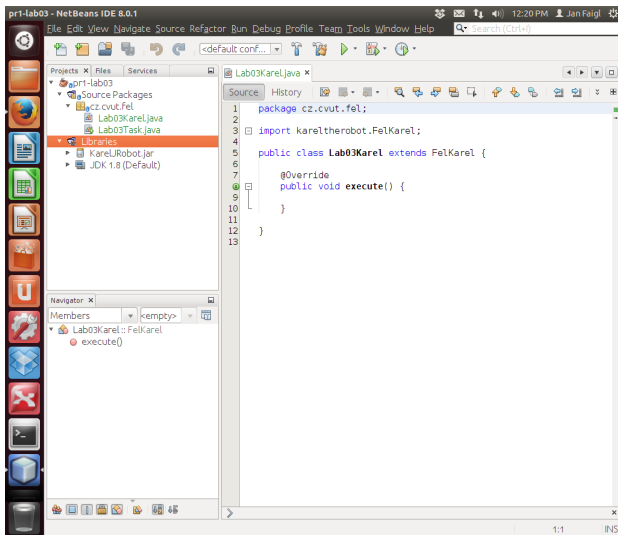 pr1-lab03 - NetBeans IDE 8.0.1
12:20 PM Jan Faigl
File Edit View Navigate Source Refactor Run Debug Profile Team Tools Window Help
Search (Ctrl+I)
<default conf...
Projects Files Services
pr1-lab03
Source Packages
cz.cvut.fel
Lab03Karel.java
Lab03Task.java
Libraries
KarelJRobot.jar
JDK 1.8 (Default)
Navigator
Members <empty>
Lab03Karel :: FelKarel
execute()
Lab03Karel.java
Source History
1 package cz.cvut.fel;
2
3 import kareltherobot.FelKarel;
4
5 public class Lab03Karel extends FelKarel {
6
7 @Override
public void execute() {
9
10 }
11
12 }
13
1:1 INS